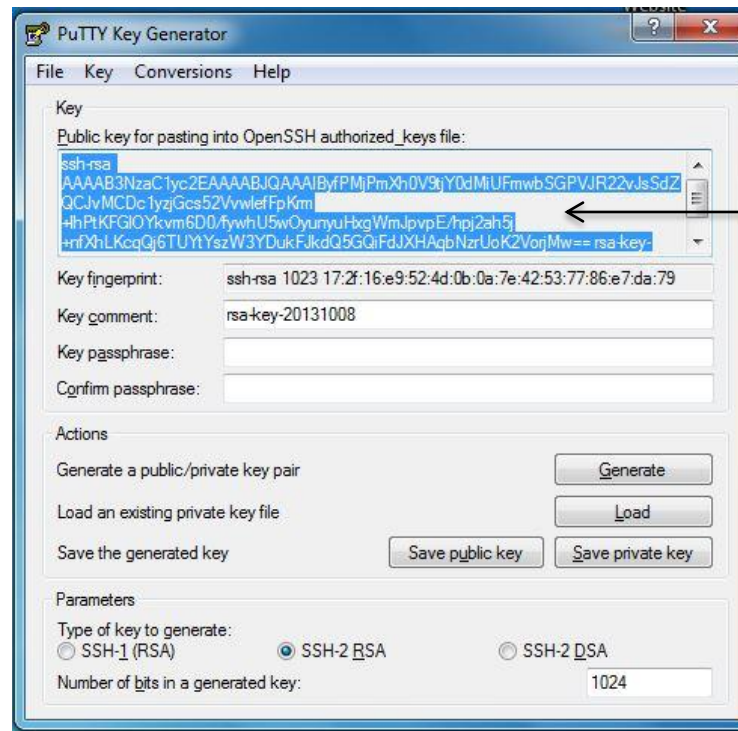 Website
PuTTY Key Generator
File Key Conversions Help
Key
Public key for pasting into OpenSSH authorized_keys file:
ssh-rsa
AAAAB3NzaC1yc2EAAAABJQAAAIByfPMjPmXh0V9tjY0dMiUFmwbSGPVJR22vJsSdZ
QCJvMCDc1yzjGcs52VvwlefFpKrm
+lhPtKFGlOYkvm6D0/fywhU5wOyunyuHxgWmJpvpE/hpj2ah5j
+nfXhLKcqQj6TUYtYszW3YDukFJkdQ5GQiFdJXHAqbNzrUoK2VorjMw== rsa-key-
Key fingerprint: ssh-rsa 1023 17:2f:16:e9:52:4d:0b:0a:7e:42:53:77:86:e7:da:79
Key comment: rsa-key-20131008
Key passphrase:
Confirm passphrase:
Actions
Generate a public/private key pair Generate
Load an existing private key file Load
Save the generated key Save public key Save private key
Parameters
Type of key to generate:
SSH-1 (RSA) SSH-2 RSA SSH-2 DSA
Number of bits in a generated key: 1024